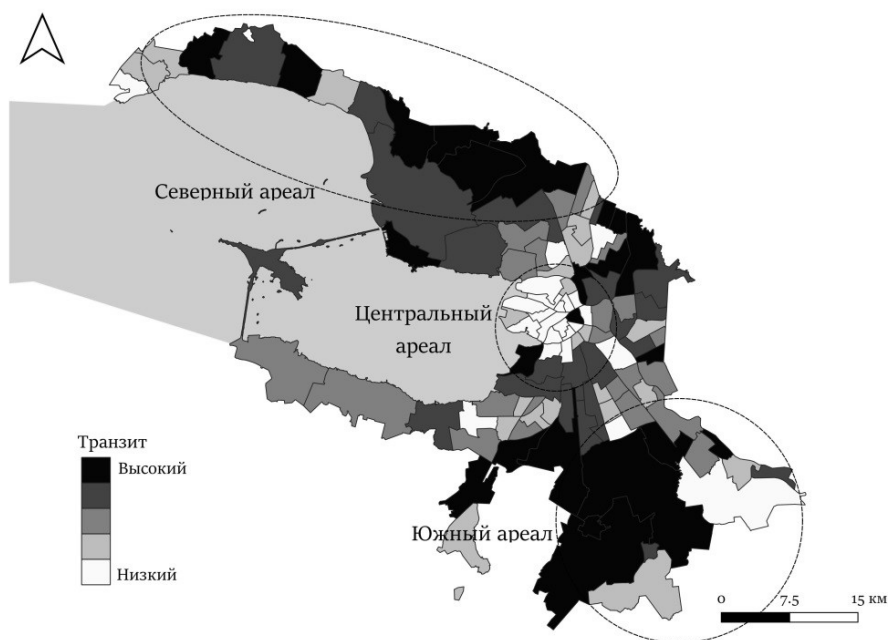 Северный ареал
Центральный
ареал
Транзит
Высокий
Низкий
Южный ареал
0 7.5 15 км